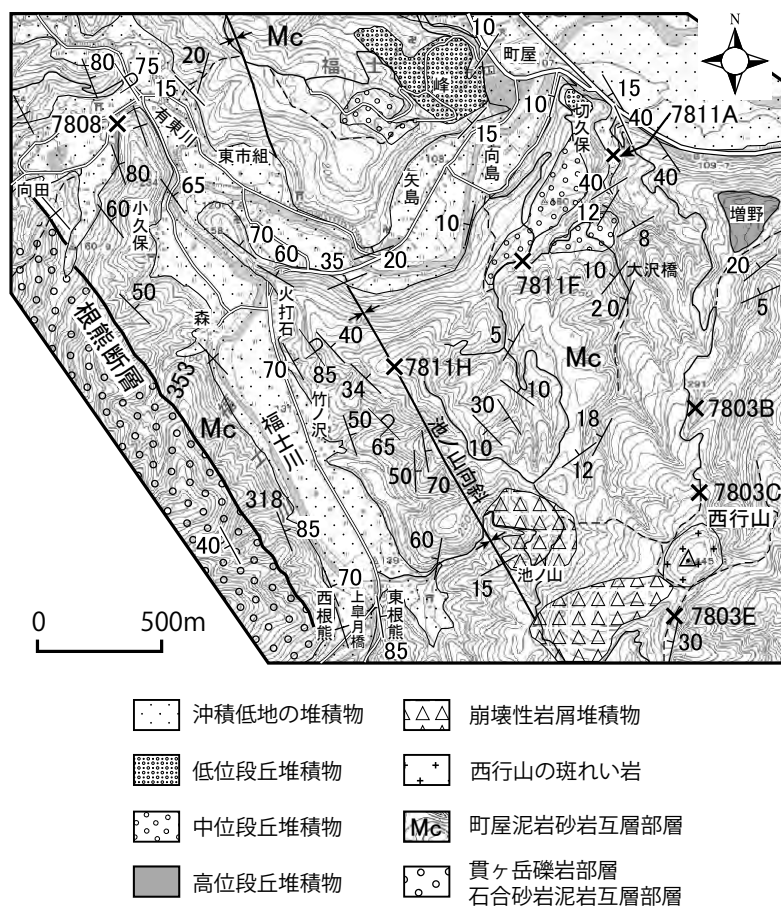 N
Mc
町屋
10
80
75
15
20
峰
切久保
15
40
7811A
7808
有東川
東市組
矢島
15
向島
10
40
40
向田
80
65
60
小久保
70
60
35
20
10
12
8
増野
20
5
50
森
火打石
7811F
10
大沢橋
20
根熊断層
353
Mc
福士川
70
40
7811H
85
竹ノ沢
34
5
10
Mc
7803B
50
65
30
10
18
12
50
70
池ノ山向斜
7803C
西行山
318
85
40
60
70
15
池ノ山
7803E
30
西根熊
上皐月橋
東根熊
85
0 500m
沖積低地の堆積物
低位段丘堆積物
中位段丘堆積物
高位段丘堆積物
崩壊性岩屑堆積物
西行山の斑れい岩
Mc 町屋泥岩砂岩互層部層
貫ヶ岳礫岩部層
石合砂岩泥岩互層部層